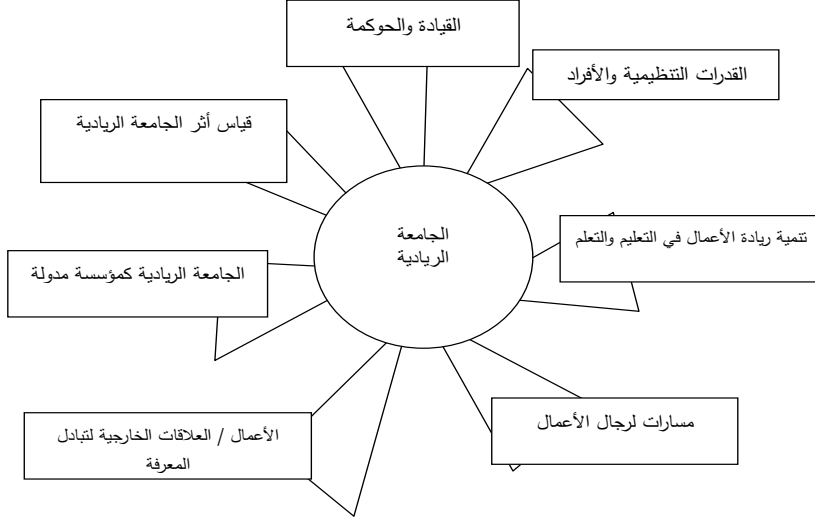 القيادة والحوكمة
القدرات التنظيمية والأفراد
قياس أثر الجامعة الريادية
الجامعة
الريادية
تنمية ريادة الأعمال في التعليم والتعلم
الجامعة الريادية كمؤسسة مدولة
مسارات لرجال الأعمال
الأعمال / العلاقات الخارجية لتبادل
المعرفة